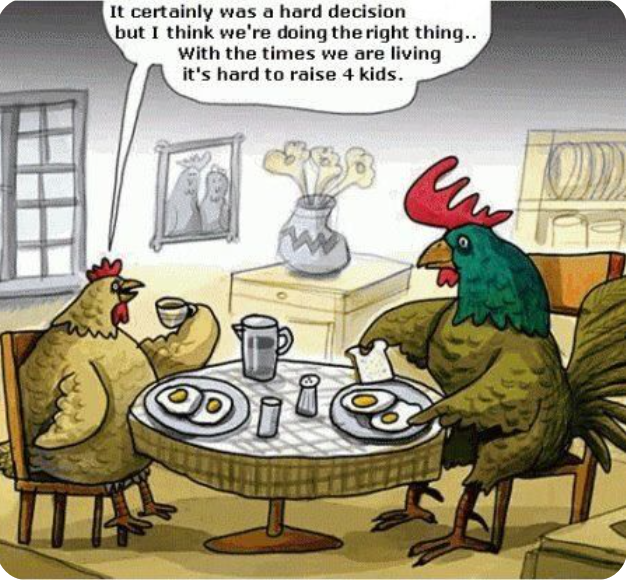 It certainly was a hard decision
but I think we're doing the right thing..
With the times we are living
it's hard to raise 4 kids.